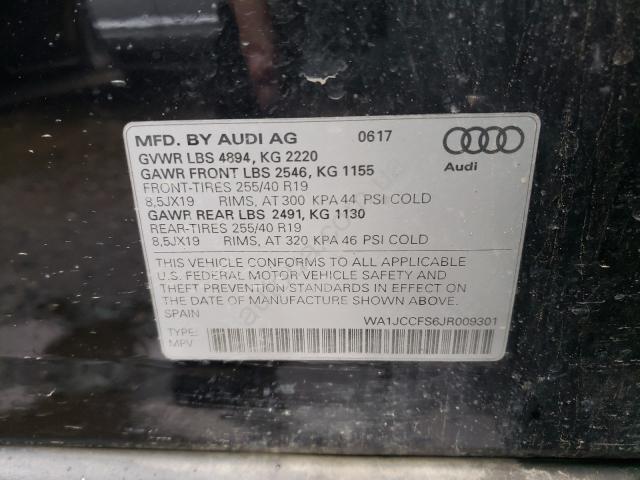 MFD. BY AUDI AG 0617
GVWR LBS 4894, KG 2220
GAWR FRONT LBS 2546, KG 1155
FRONT-TIRES 255/40 R19
8,5JX19 RIMS, AT 300 KPA 44 PSI COLD
GAWR REAR LBS 2491, KG 1130
REAR-TIRES 255/40 R19
8,5JX19 RIMS, AT 320 KPA 46 PSI COLD
Audi
THIS VEHICLE CONFORMS TO ALL APPLICABLE
U.S. FEDERAL MOTOR VEHICLE SAFETY AND
THEFT PREVENTION STANDARDS IN EFFECT ON
THE DATE OF MANUFACTURE SHOWN ABOVE.
SPAIN
WA1JCCFS6JR009301
TYPE:
MPV